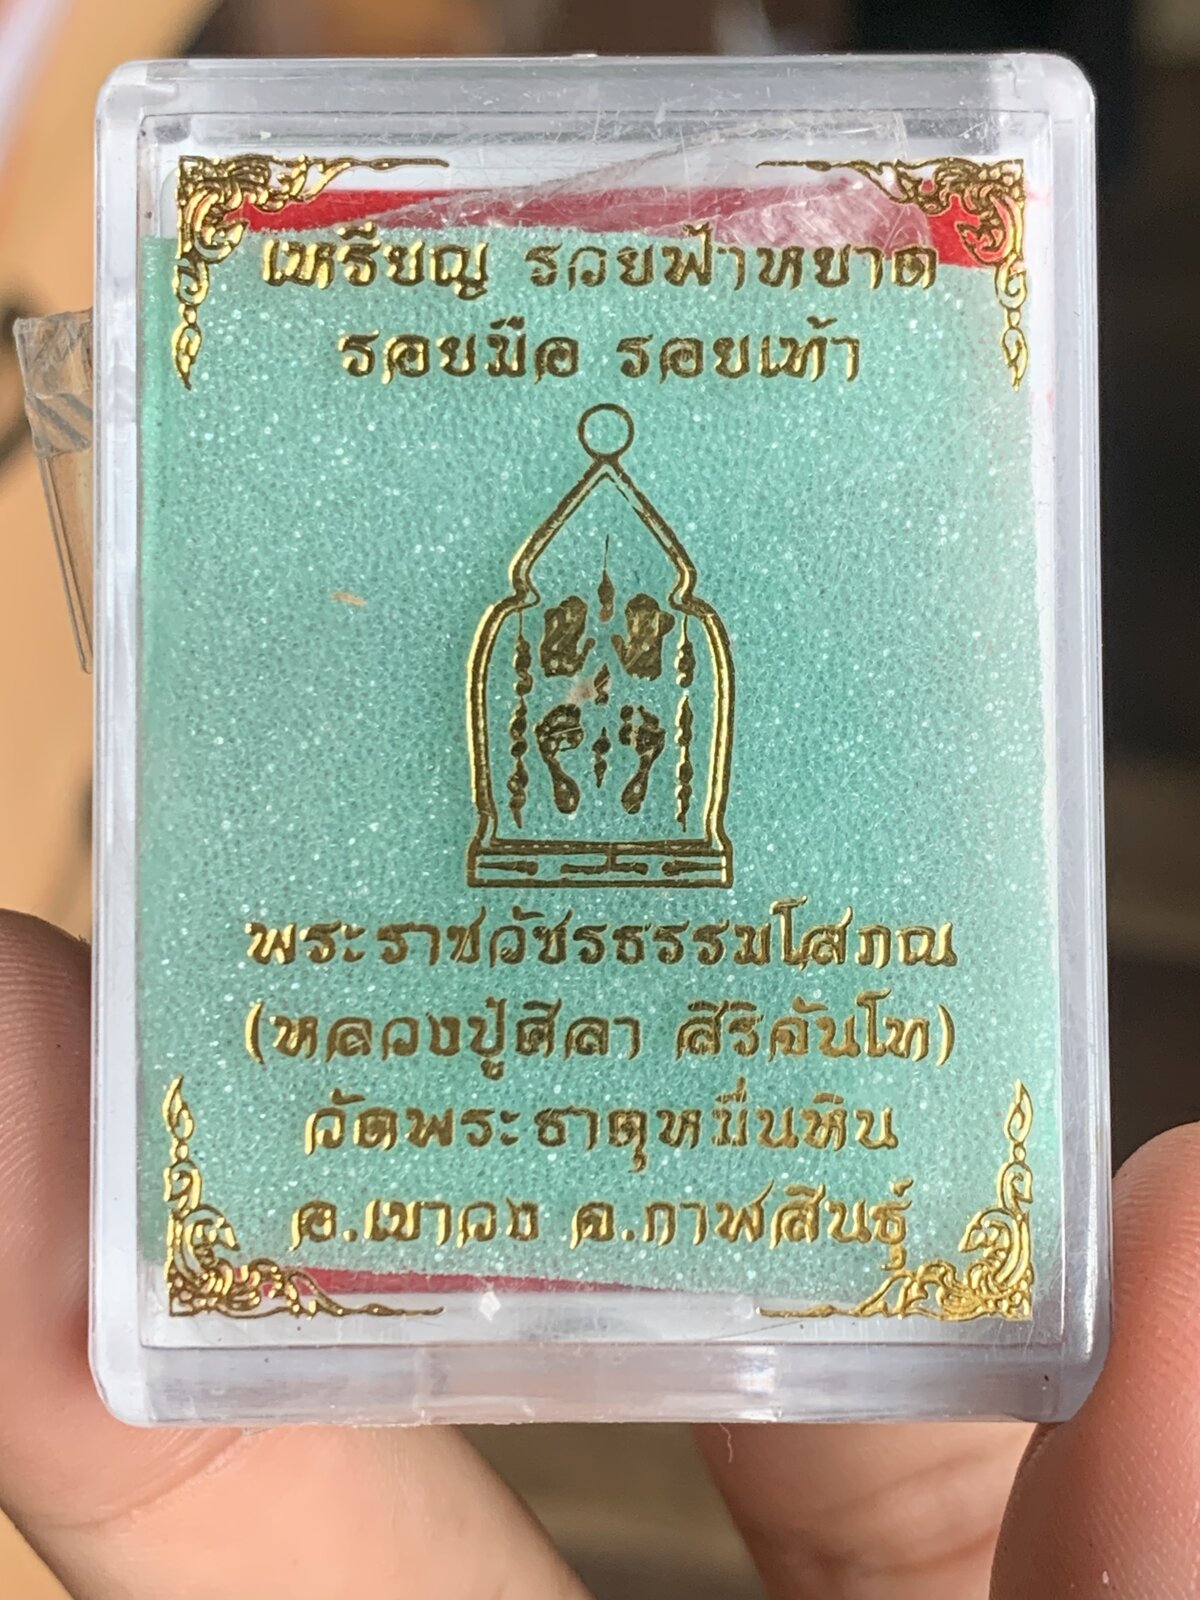 เหรียญ รวยฟ้าหยาด
รอยมือ รอยเท้า
พระราชวัชรธรรมโสภณ
(หลวงปู่ศิลา สิริจันโท)
วัดพระธาตุหมื่นหิน
อ.เขาวง จ.กาฬสินธุ์